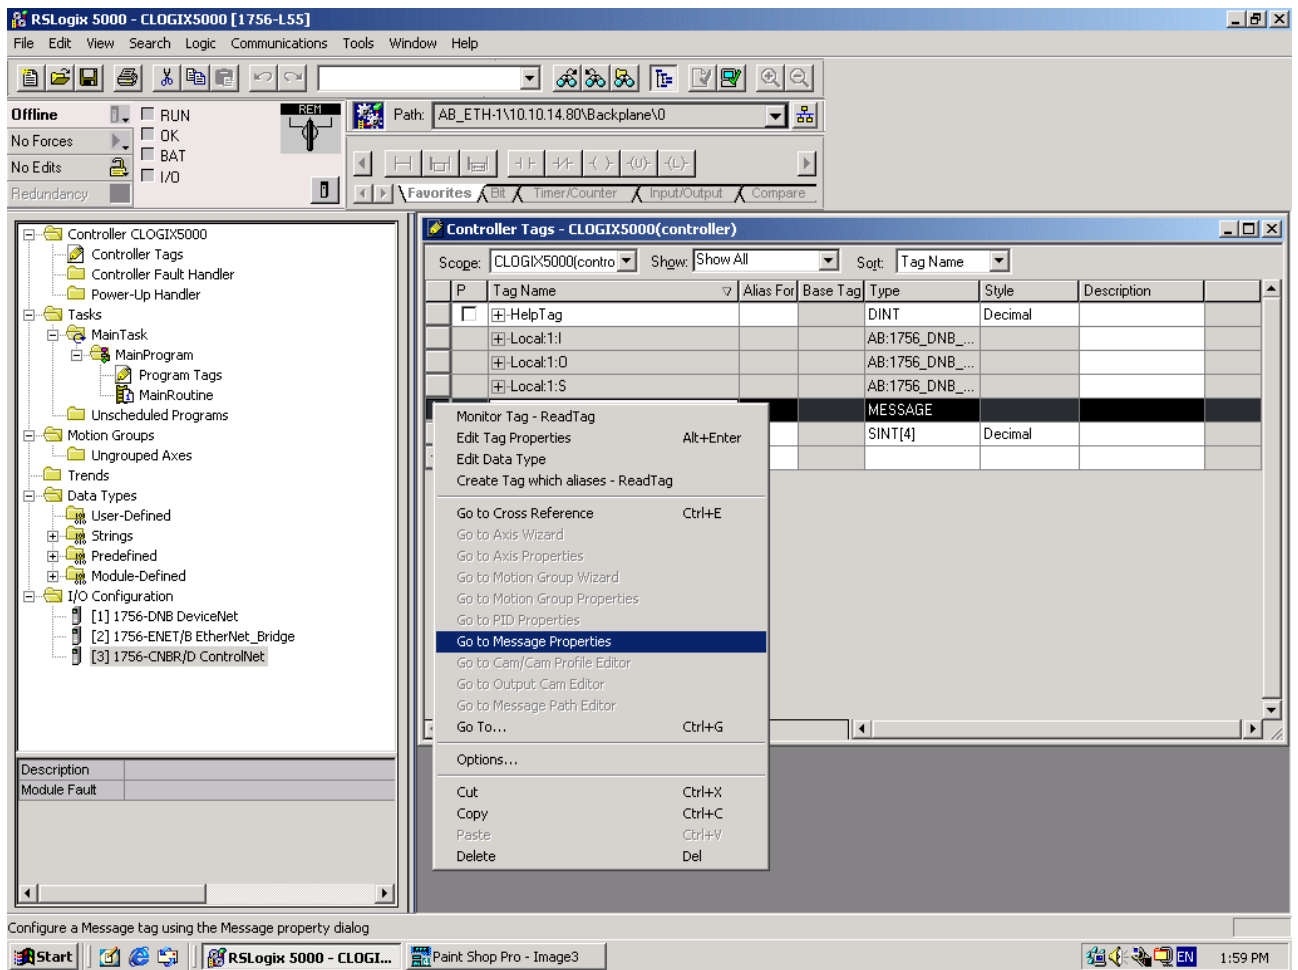 RSLogix 5000 - CLOGIX5000 [1756-L55]
File Edit View Search Logic Communications Tools Window Help
Offline
RUN
REM
Path: AB_ETH-1\10.10.14.80\Backplane\0
No Forces
OK
No Edits
BAT
Redundancy
I/O
Favorites Bit Timer/Counter Input/Output Compare
Controller CLOGIX5000
Controller Tags
Controller Fault Handler
Power-Up Handler
Tasks
MainTask
MainProgram
Program Tags
MainRoutine
Unscheduled Programs
Motion Groups
Ungrouped Axes
Trends
Data Types
User-Defined
Strings
Predefined
Module-Defined
I/O Configuration
[1] 1756-DNB DeviceNet
[2] 1756-ENET/B EtherNet_Bridge
[3] 1756-CNBR/D ControlNet
Description
Module Fault
Controller Tags - CLOGIX5000(controller)
Scope: CLOGIX5000(contro Show: Show All Sort: Tag Name
P Tag Name Alias For Base Tag Type Style Description
HelpTag DINT Decimal
Local:1:I AB:1756_DNB_...
Local:1:O AB:1756_DNB_...
Local:1:S AB:1756_DNB_...
MESSAGE
SINT[4] Decimal
Monitor Tag - ReadTag
Edit Tag Properties Alt+Enter
Edit Data Type
Create Tag which aliases - ReadTag
Go to Cross Reference Ctrl+E
Go to Axis Wizard
Go to Axis Properties
Go to Motion Group Wizard
Go to Motion Group Properties
Go to PID Properties
Go to Message Properties
Go to Cam/Cam Profile Editor
Go to Output Cam Editor
Go to Message Path Editor
Go To... Ctrl+G
Options...
Cut Ctrl+X
Copy Ctrl+C
Paste Ctrl+V
Delete Del
Configure a Message tag using the Message property dialog
Start RSLogix 5000 - CLOGI... Paint Shop Pro - Image3 EN 1:59 PM